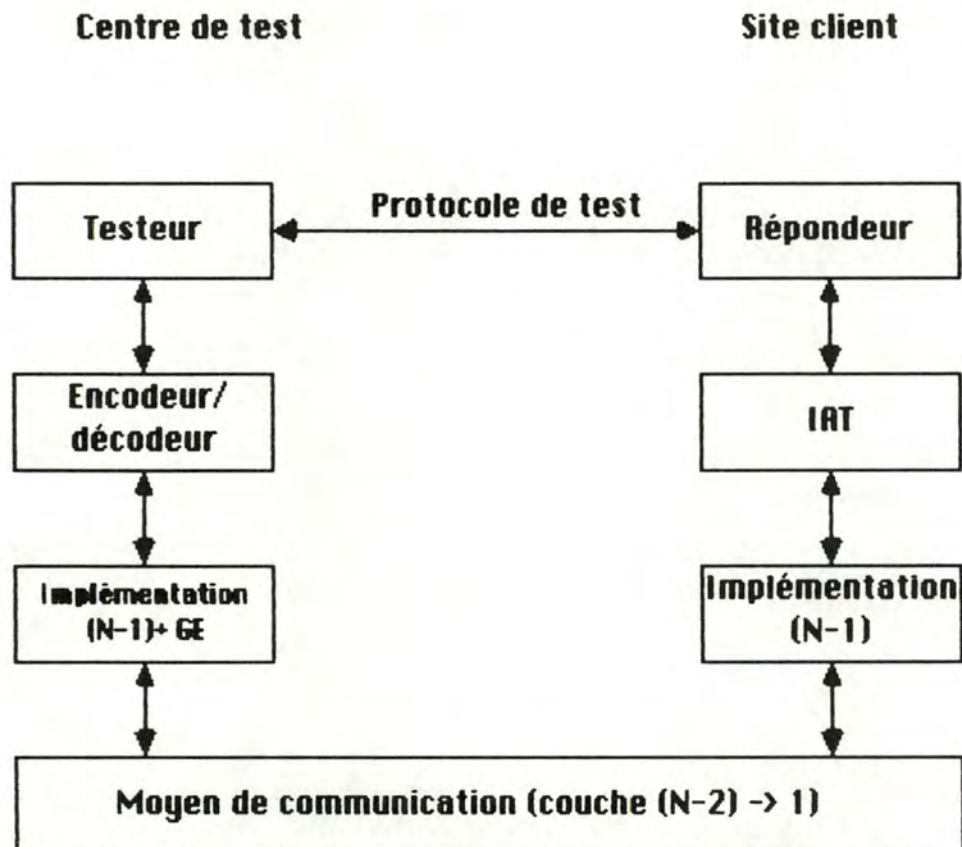 Centre de test
Site client
Testeur
Protocole de test
Répondeur
Encodeur/
décodeur
IAT
Implémentation
(N-1)+ GE
Implémentation
(N-1)
Moyen de communication (couche (N-2) -> 1)